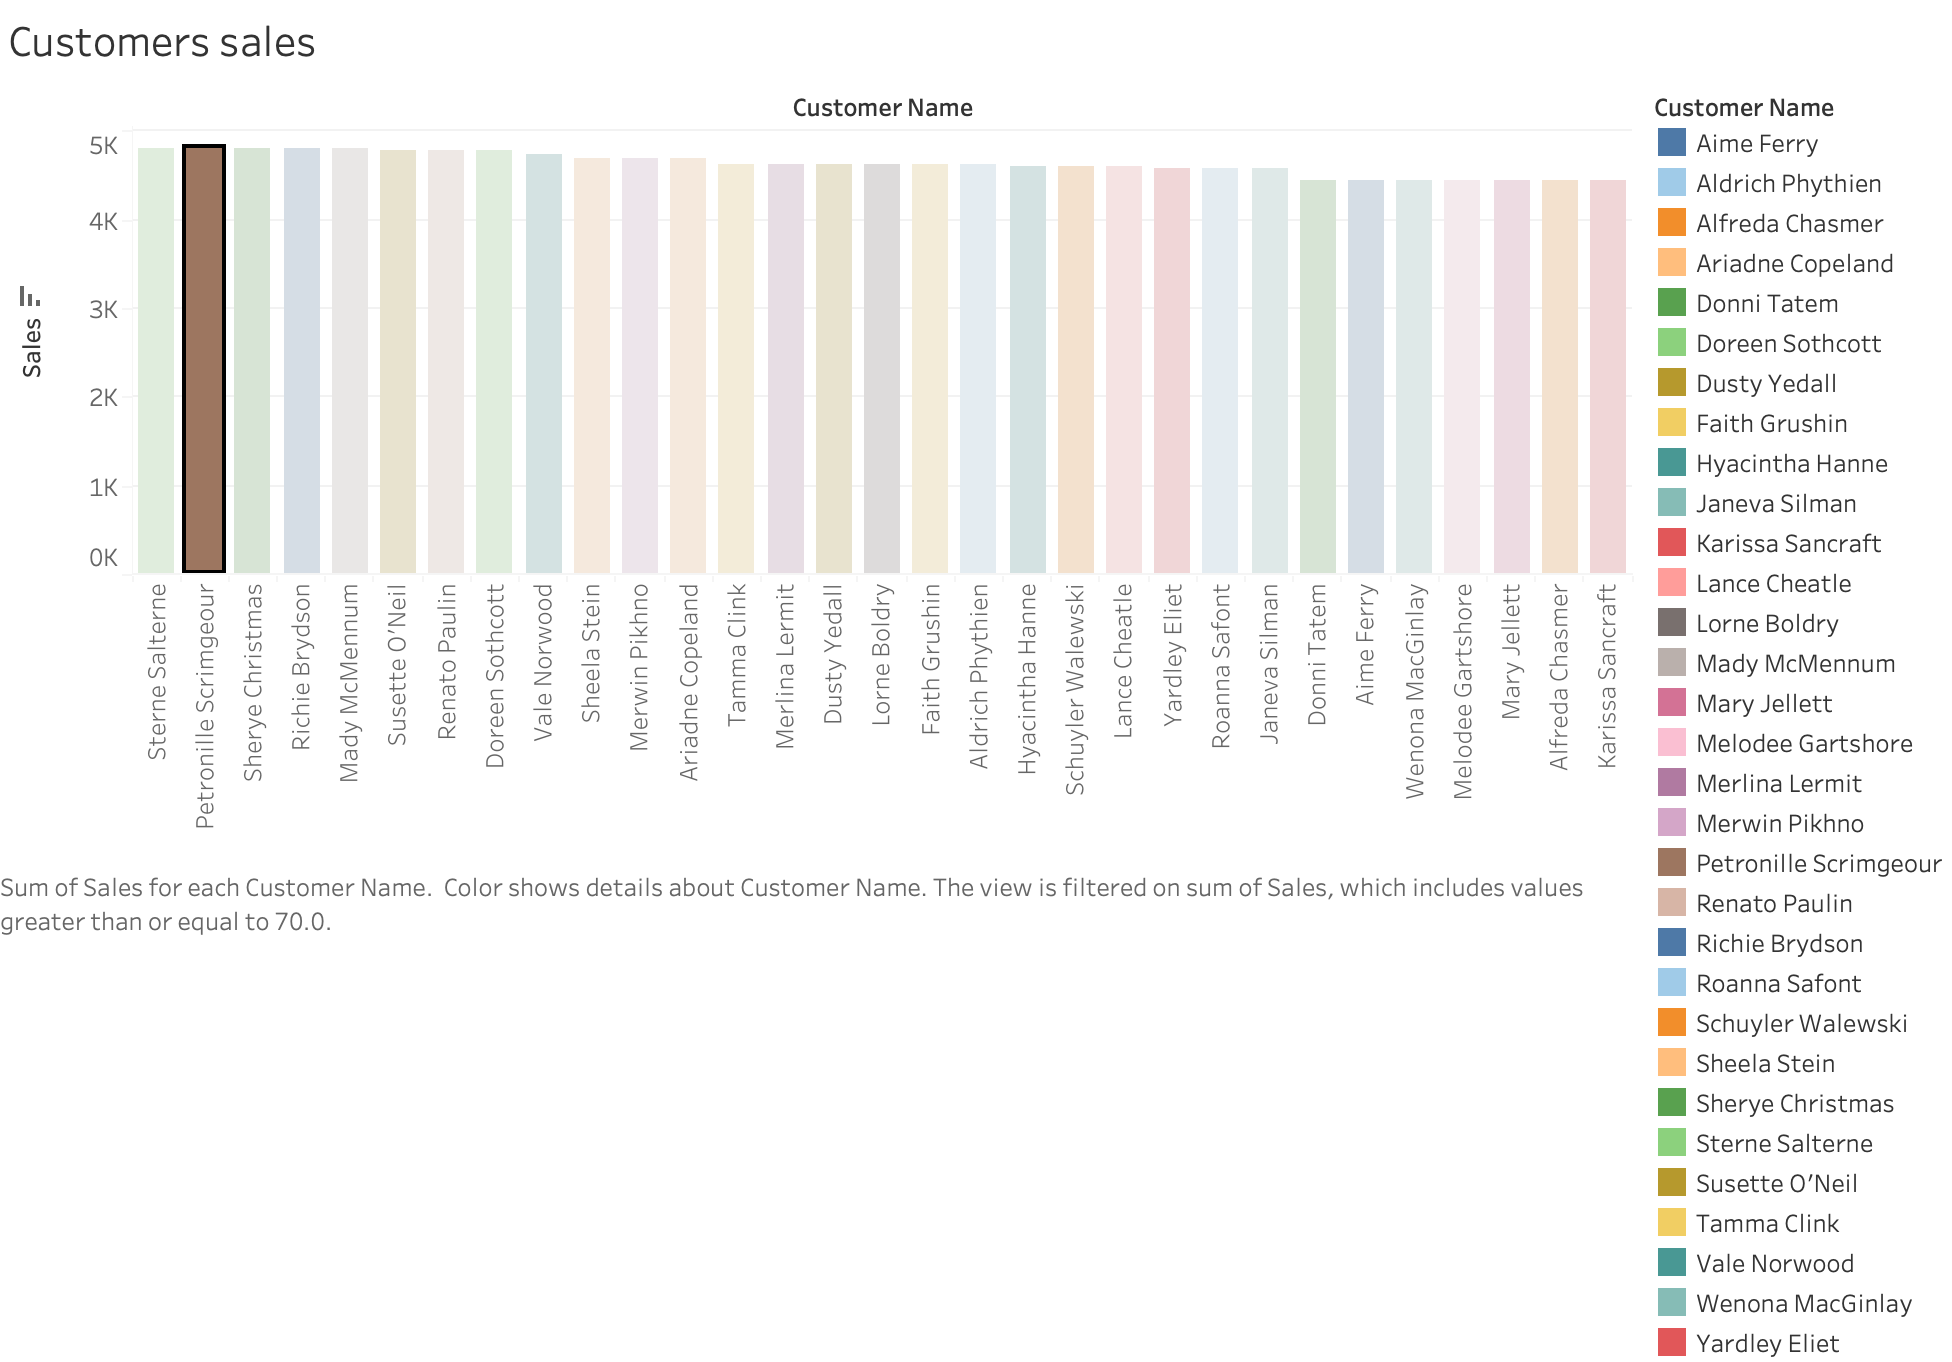 Customers sales
Customer Name
5K
4K
3K
2K
1K
0K
Sales
Sterne Salterne
Petronille Scrimgeour
Sherye Christmas
Richie Brydson
Mady McMennum
Susette O’Neil
Renato Paulin
Doreen Sothcott
Vale Norwood
Sheela Stein
Merwin Pikhno
Ariadne Copeland
Tamma Clink
Merlina Lermit
Dusty Yedall
Lorne Boldry
Faith Grushin
Aldrich Phythien
Hyacintha Hanne
Schuyler Walewski
Lance Cheatle
Yardley Eliet
Roanna Safont
Janeva Silman
Donni Tatem
Aime Ferry
Wenona MacGinlay
Melodee Gartshore
Mary Jellett
Alfreda Chasmer
Karissa Sancraft
Sum of Sales for each Customer Name.  Color shows details about Customer Name. The view is filtered on sum of Sales, which includes values
greater than or equal to 70.0.
Customer Name
Aime Ferry
Aldrich Phythien
Alfreda Chasmer
Ariadne Copeland
Donni Tatem
Doreen Sothcott
Dusty Yedall
Faith Grushin
Hyacintha Hanne
Janeva Silman
Karissa Sancraft
Lance Cheatle
Lorne Boldry
Mady McMennum
Mary Jellett
Melodee Gartshore
Merlina Lermit
Merwin Pikhno
Petronille Scrimgeour
Renato Paulin
Richie Brydson
Roanna Safont
Schuyler Walewski
Sheela Stein
Sherye Christmas
Sterne Salterne
Susette O’Neil
Tamma Clink
Vale Norwood
Wenona MacGinlay
Yardley Eliet